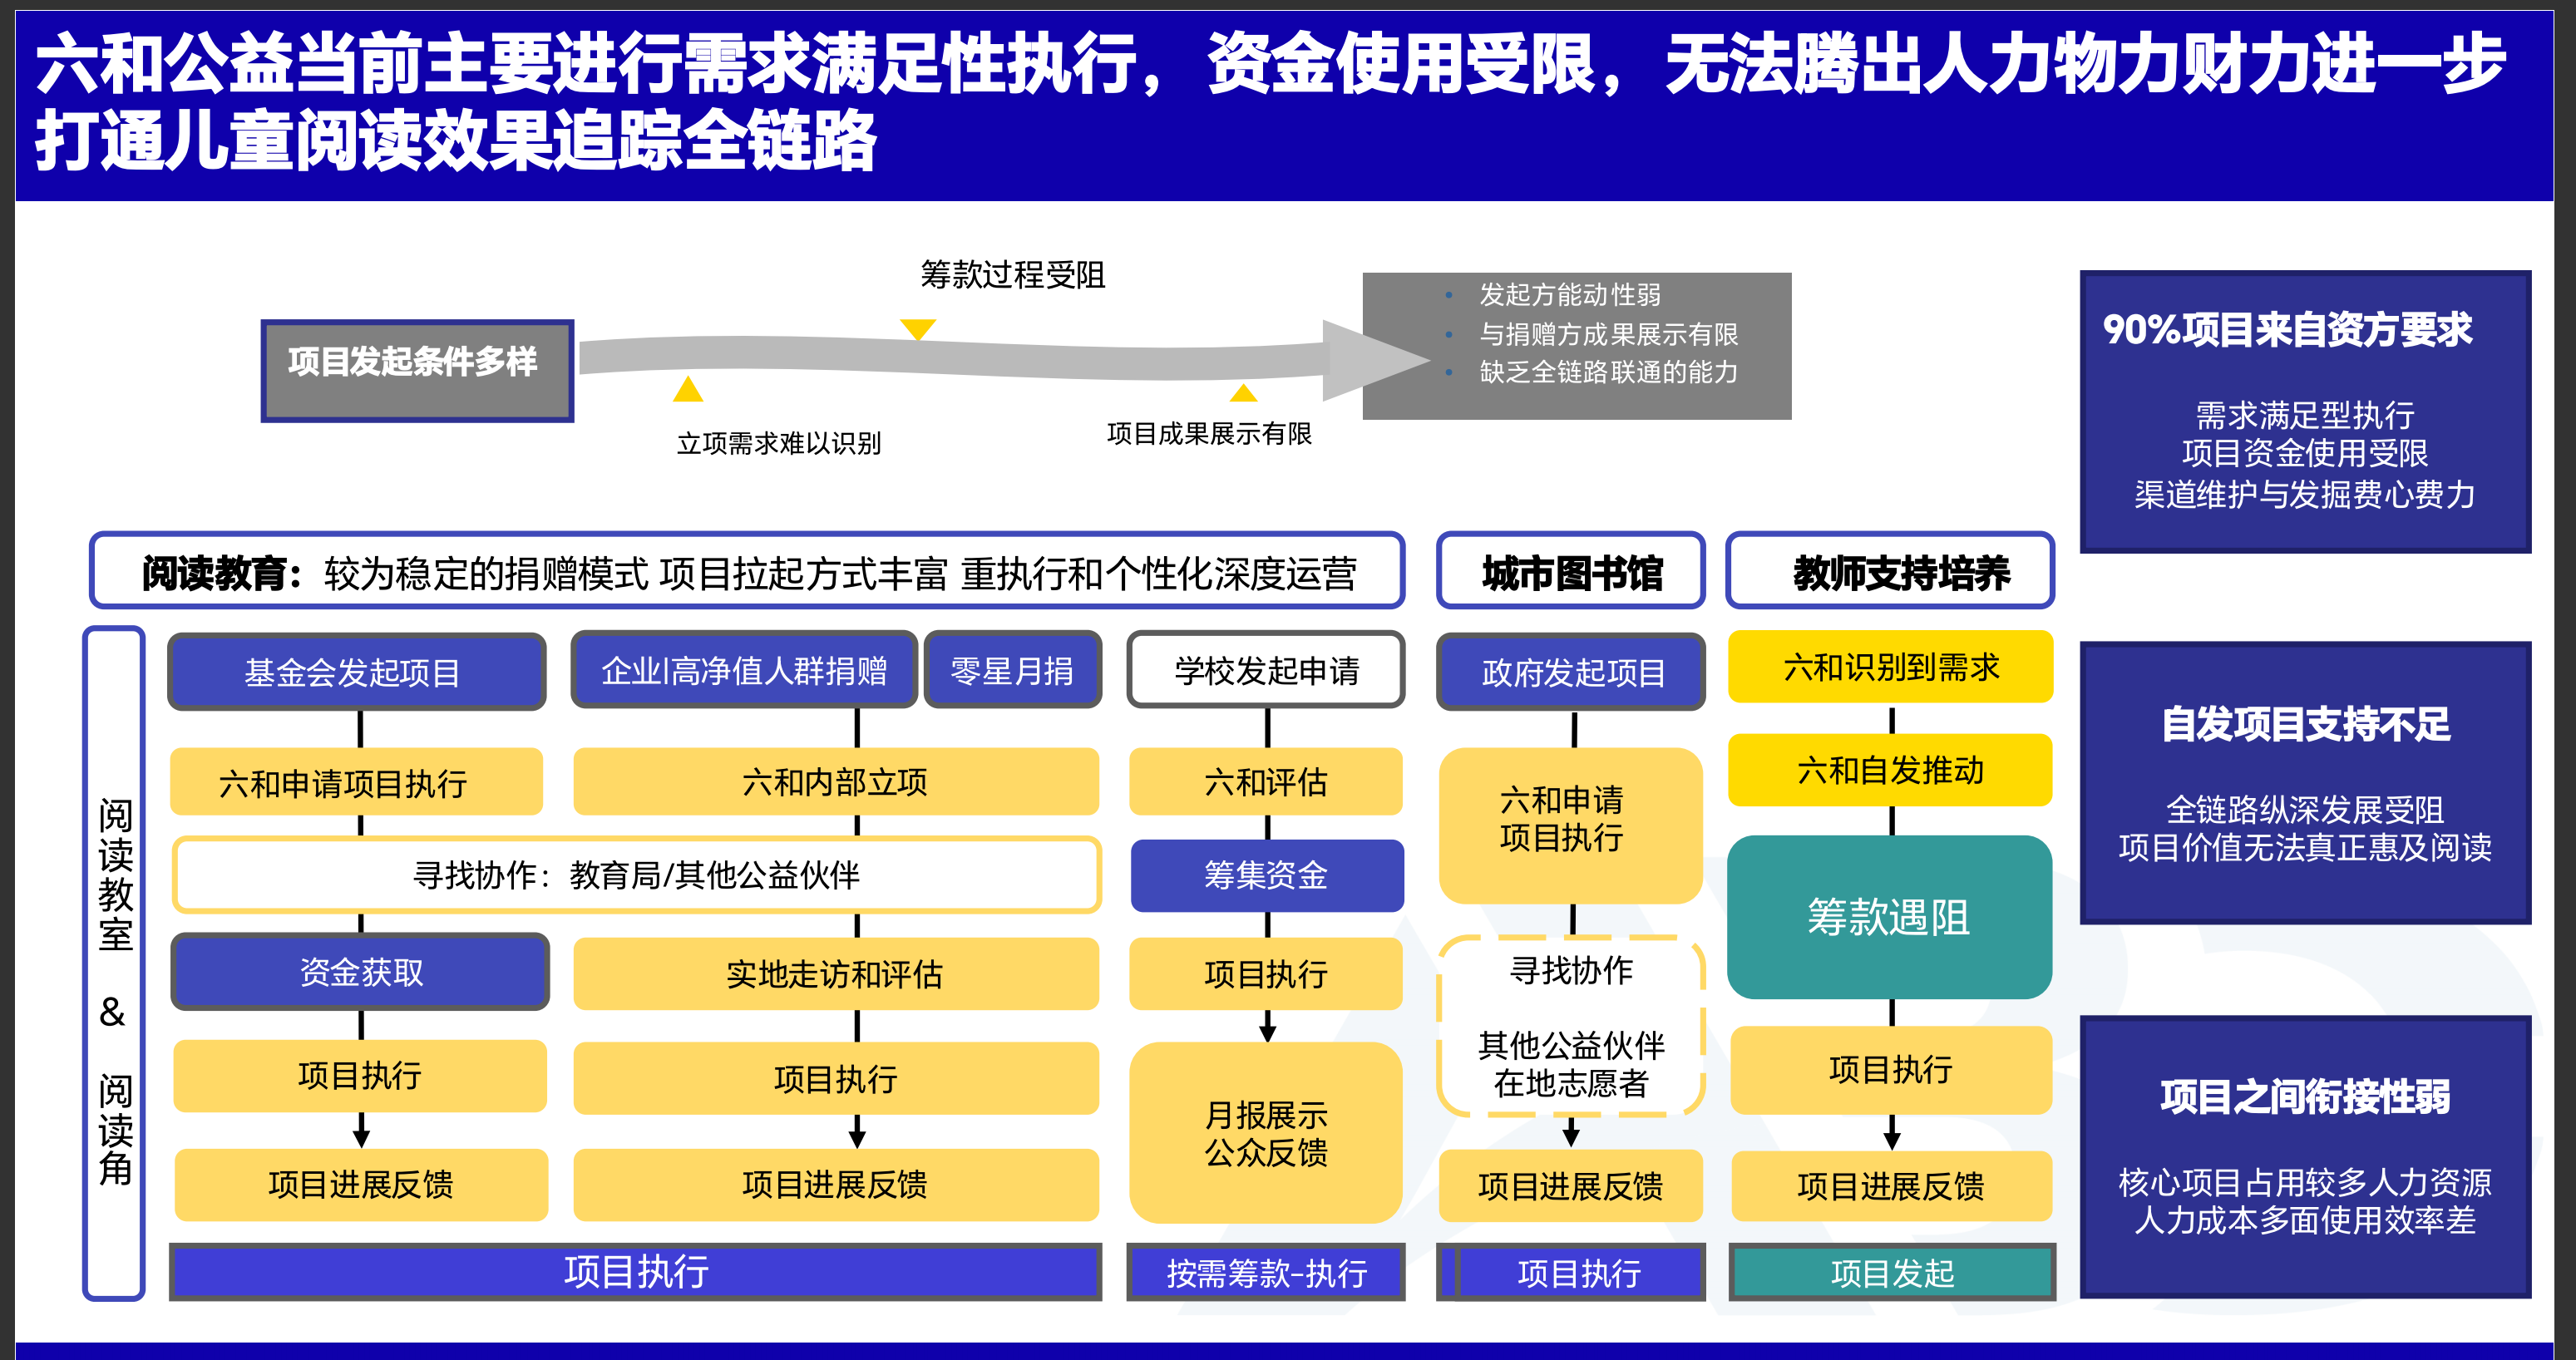 六和公益当前主要进行需求满足性执行， 资金使用受限， 无法腾出人力物力财力进一步
打通儿童阅读效果追踪全链路
筹款过程受阻
项目发起条件多样
立项需求难以识别
项目成果展示有限
• 发起方能动性弱
• 与捐赠方成果展示有限
• 缺乏全链路联通的能力
90%项目来自资方要求
需求满足型执行
项目资金使用受限
渠道维护与发掘费心费力
阅读教育：较为稳定的捐赠模式 项目拉起方式丰富 重执行和个性化深度运营
城市图书馆
教师支持培养
阅读教室 & 阅读角
基金会发起项目
六和申请项目执行
企业|高净值人群捐赠
零星月捐
六和内部立项
寻找协作：教育局/其他公益伙伴
资金获取
项目执行
项目进展反馈
实地走访和评估
项目执行
项目进展反馈
项目执行
学校发起申请
六和评估
筹集资金
项目执行
月报展示
公众反馈
按需筹款-执行
政府发起项目
六和申请
项目执行
寻找协作
其他公益伙伴
在地志愿者
项目进展反馈
项目执行
六和识别到需求
六和自发推动
筹款遇阻
项目执行
项目进展反馈
项目发起
自发项目支持不足
全链路纵深发展受阻
项目价值无法真正惠及阅读
项目之间衔接性弱
核心项目占用较多人力资源
人力成本多面使用效率差